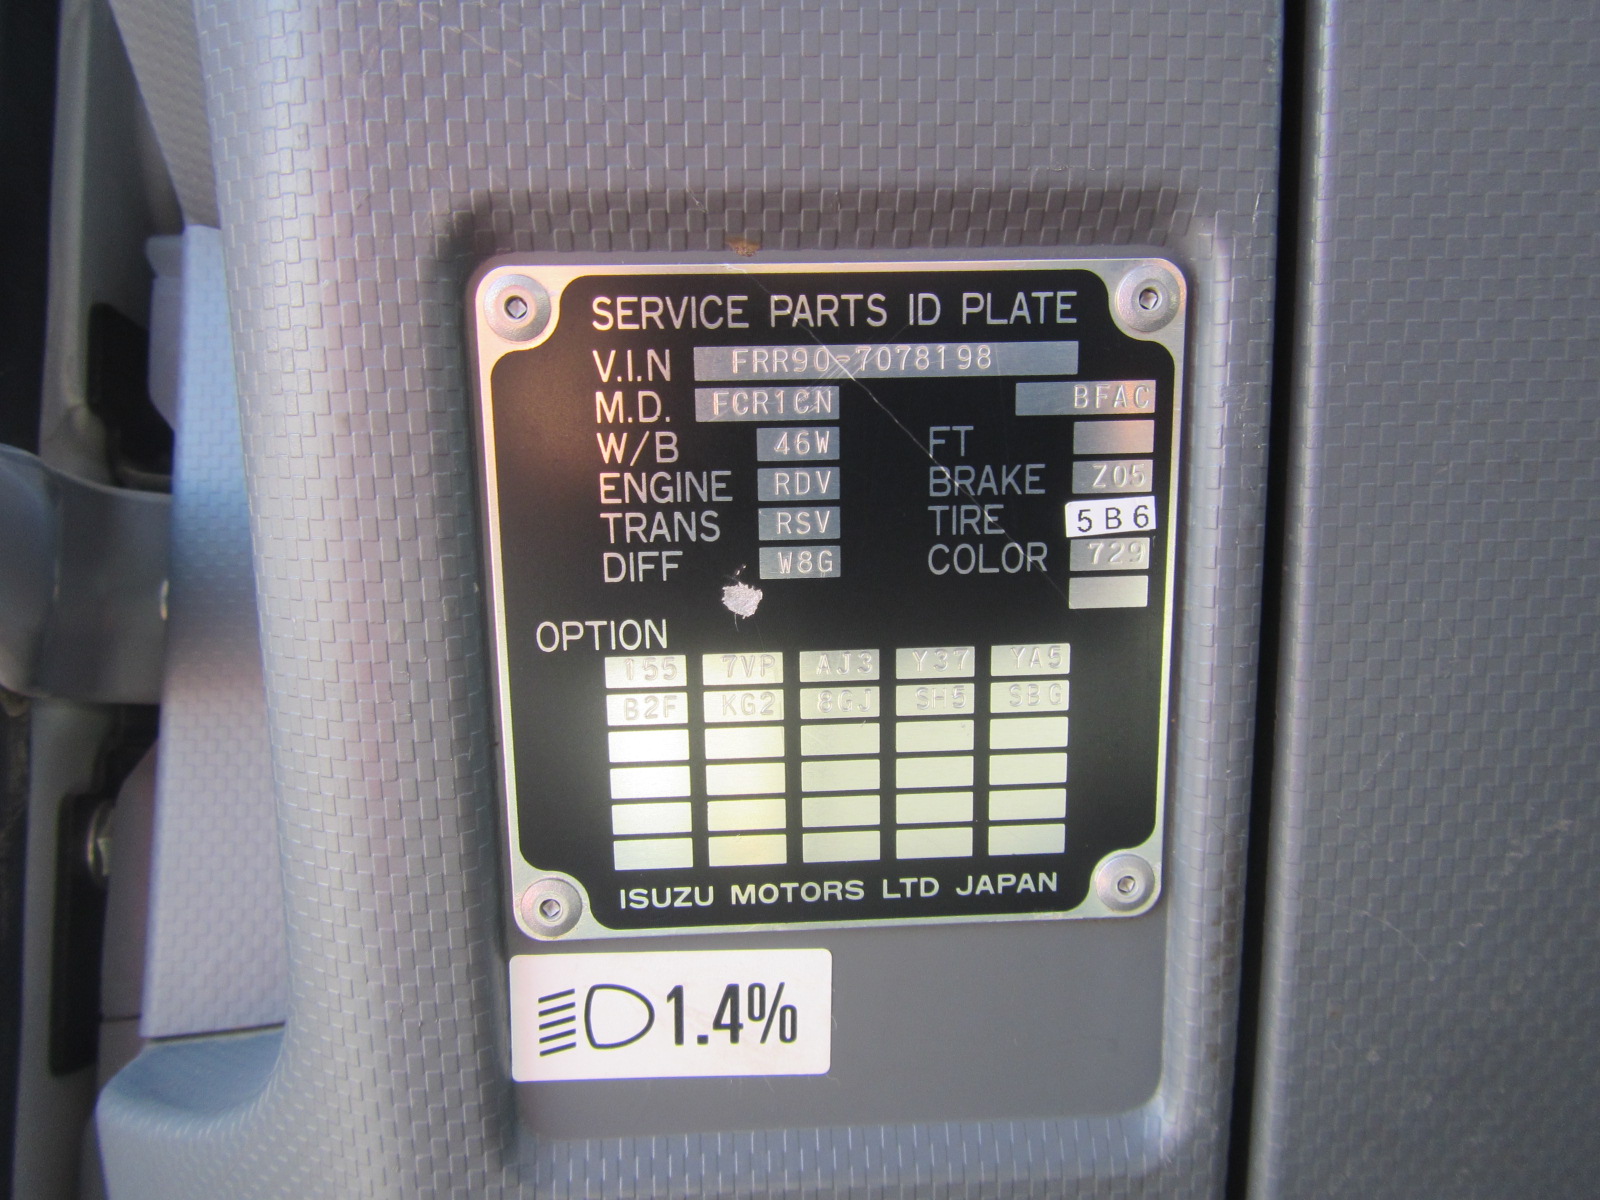 SERVICE PARTS ID PLATE
V.I.N FRR90-7078198
M.D. FCR1CN BFAC
W/B 46W FT
ENGINE RDV BRAKE Z05
TRANS RSV TIRE 5B6
DIFF W8G COLOR 729
OPTION
155 7VP AJ3 Y37 YA5
B2F KG2 8GJ SH5 SBG
ISUZU MOTORS LTD JAPAN
1.4%